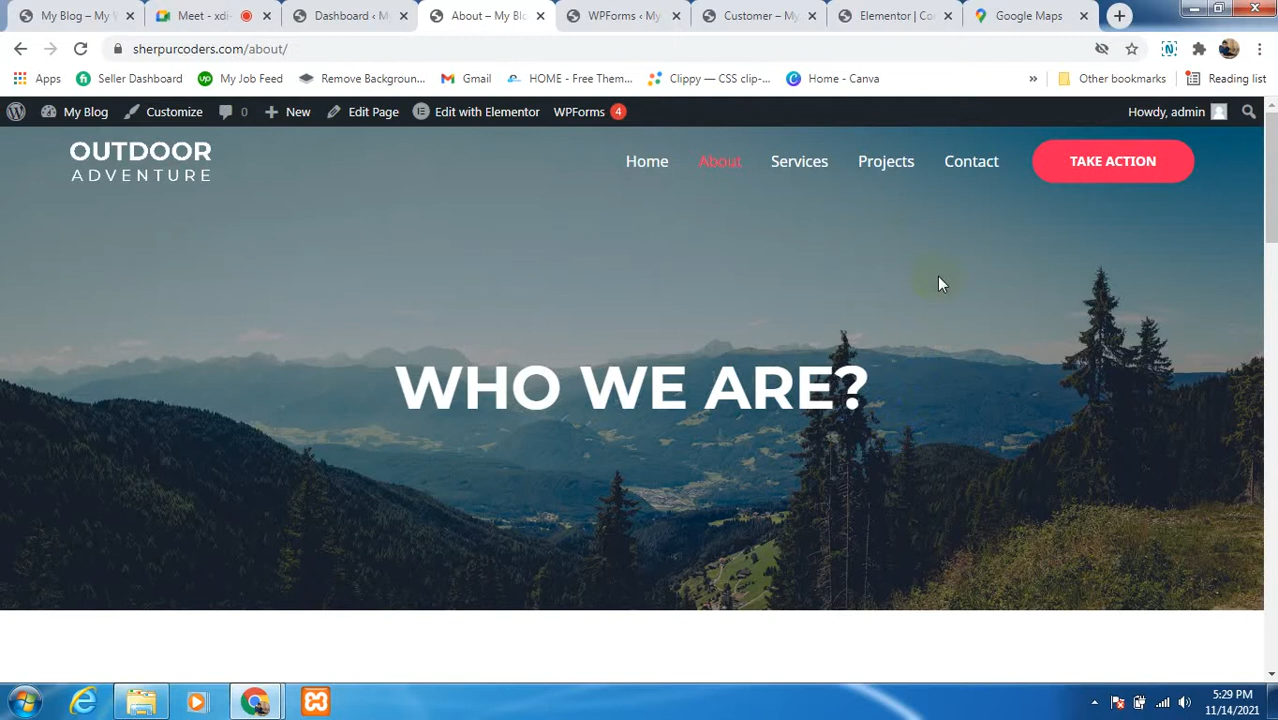 My Blog – My W
Meet - xdi-
Dashboard ‹ M
About – My Blo
WPForms ‹ My
Customer – My
Elementor | Co
Google Maps
sherpurcoders.com/about/
Apps
Seller Dashboard
My Job Feed
Remove Backgroun...
Gmail
HOME - Free Them...
Clippy — CSS clip-...
Home - Canva
»
Other bookmarks
Reading list
My Blog
Customize
0
New
Edit Page
Edit with Elementor
WPForms
4
Howdy, admin
OUTDOOR
ADVENTURE
Home
About
Services
Projects
Contact
TAKE ACTION
WHO WE ARE?
5:29 PM
11/14/2021